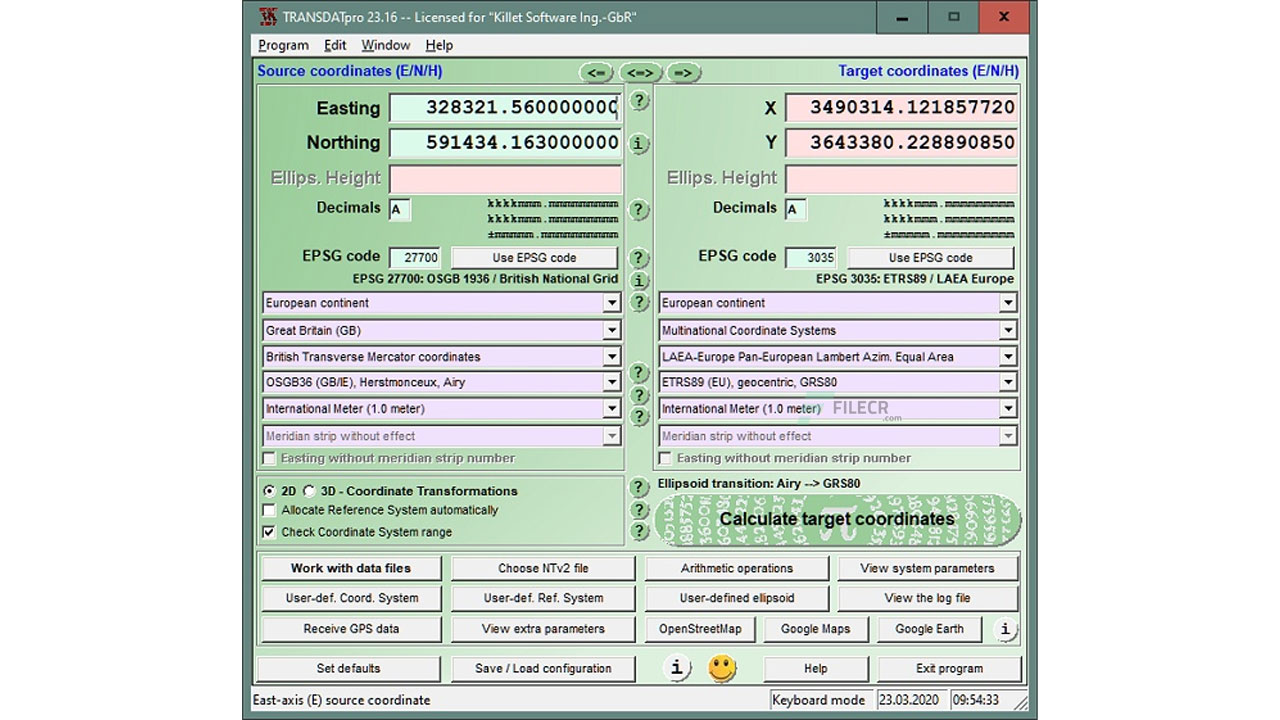 TRANSDATpro 23.16 -- Licensed for "Killet Software Ing.-GbR"
Program Edit Window Help
Source coordinates (E/N/H) <= <=> => Target coordinates (E/N/H)
Easting 328321.560000000 ? X 3490314.121857720
Northing 591434.163000000 i Y 3643380.228890850
Ellips. Height Ellips. Height
Decimals A kkkkmmm.mmmmmmmmm ? Decimals A kkkkmmm.mmmmmmmmm
kkkkmmm.mmmmmmmmm kkkkmmm.mmmmmmmmm
±mmmmm.mmmmmmmmm ±mmmmm.mmmmmmmmm
EPSG code 27700 Use EPSG code ? EPSG code 3035 Use EPSG code
EPSG 27700: OSGB 1936 / British National Grid i EPSG 3035: ETRS89 / LAEA Europe
European continent ? European continent
Great Britain (GB) Multinational Coordinate Systems
British Transverse Mercator coordinates LAEA-Europe Pan-European Lambert Azim. Equal Area
?
OSGB36 (GB/IE), Herstmonceux, Airy ETRS89 (EU), geocentric, GRS80
?
International Meter (1.0 meter) ? International Meter (1.0 meter)
FILECR
.com
Meridian strip without effect Meridian strip without effect
Easting without meridian strip number Easting without meridian strip number
2D 3D - Coordinate Transformations ? Ellipsoid transition: Airy --> GRS80
Allocate Reference System automatically ?
Calculate target coordinates
Check Coordinate System range ?
Work with data files Choose NTv2 file Arithmetic operations View system parameters
User-def. Coord. System User-def. Ref. System User-defined ellipsoid View the log file
Receive GPS data View extra parameters OpenStreetMap Google Maps Google Earth i
Set defaults Save / Load configuration i Help Exit program
East-axis (E) source coordinate Keyboard mode 23.03.2020 09:54:33